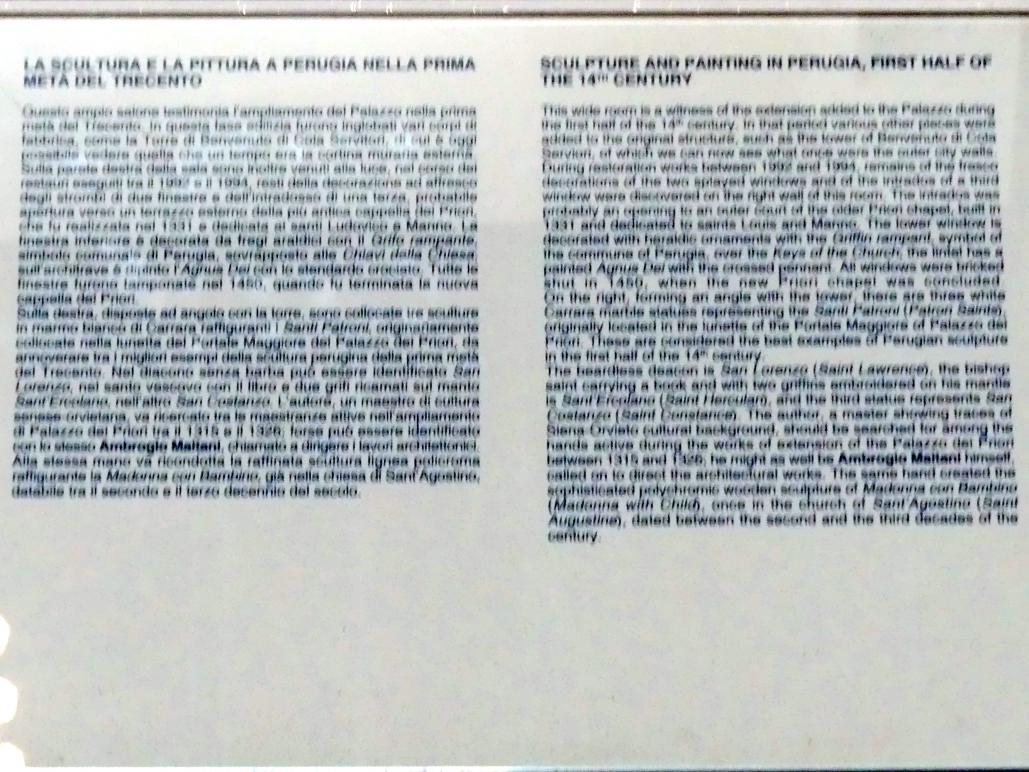 LA SCULTURA E LA PITTURA A PERUGIA NELLA PRIMA
METÀ DEL TRECENTO
Questo ampio salone testimonia l'ampliamento del Palazzo nella prima
metà del Trecento. In questa fase edilizia furono inglobati vari corpi di
fabbrica, come la Torre di Benvenuto di Cola Servitori, di cui è oggi
possibile vedere quella che un tempo era la cortina muraria esterna.
Sulla parete destra della sala sono inoltre venuti alla luce, nel corso dei
restauri eseguiti tra il 1992 e il 1994, resti della decorazione ad affresco
degli strombi di due finestre e dell'intradosso di una terza, probabile
apertura verso un terrazzo esterno della più antica cappella dei Priori,
che fu realizzata nel 1331 e dedicata ai santi Ludovico e Marino. La
finestra inferiore è decorata da fregi araldici con il Grifo rampante,
simbolo comunale di Perugia, sovrapposto alle Chiavi della Chiesa;
sull'architrave è dipinto l'Agnus Dei con lo stendardo crociato. Tutte le
finestre furono tamponate nel 1450, quando fu terminata la nuova
cappella dei Priori.
Sulla destra, disposte ad angolo con la torre, sono collocate tre sculture
in marmo bianco di Carrara raffiguranti i Santi Patroni, originariamente
collocate nella lunetta del Portale Maggiore del Palazzo dei Priori, da
annoverare tra i migliori esempi della scultura perugina della prima metà
del Trecento. Nel diacono senza barba può essere identificato San
Lorenzo, nel santo vescovo con il libro e due grifi ricamati sul manto
Sant'Ercolano, nell'altro San Costanzo. L'autore, un maestro di cultura
senese orvietana, va ricercato tra le maestranze attive nell'ampliamento
di Palazzo dei Priori tra il 1315 e il 1326; forse può essere identificato
con lo stesso Ambrogio Maitani, chiamato a dirigere i lavori architettonici.
Alla stessa mano va ricondotta la raffinata scultura lignea policroma
raffigurante la Madonna con Bambino, già nella chiesa di Sant'Agostino,
databile tra il secondo e il terzo decennio del secolo.
SCULPTURE AND PAINTING IN PERUGIA, FIRST HALF OF
THE 14TH CENTURY
This wide room is a witness of the extension added to the Palazzo during
the first half of the 14th century. In that period various other pieces were
added to the original structure, such as the tower of Benvenuto di Cola
Servitori, of which we can now see what once were the outer city walls.
During restoration works between 1992 and 1994, remains of the fresco
decorations of the two splayed windows and of the intrados of a third
window were discovered on the right wall of this room. The intrados was
probably an opening to an outer court of the older Priori chapel, built in
1331 and dedicated to saints Louis and Marino. The lower window is
decorated with heraldic ornaments with the Griffin rampant, symbol of
the commune of Perugia, over the Keys of the Church; the lintel has a
painted Agnus Dei with the crossed pennant. All windows were bricked
shut in 1450, when the new Priori chapel was concluded.
On the right, forming an angle with the tower, there are three white
Carrara marble statues representing the Santi Patroni (Patron Saints),
originally located in the lunette of the Portale Maggiore of Palazzo dei
Priori. These are considered the best examples of Perugian sculpture
in the first half of the 14th century.
The beardless deacon is San Lorenzo (Saint Lawrence), the bishop
saint carrying a book and with two griffins embroidered on his mantle
is Sant'Ercolano (Saint Herculan), and the third statue represents San
Costanzo (Saint Constance). The author, a master showing traces of
Siena Orvieto cultural background, should be searched for among the
hands active during the works of extension of the Palazzo dei Priori
between 1315 and 1326; he might as well be Ambrogio Maitani himself,
called on to direct the architectural works. The same hand created the
sophisticated polychrome wooden sculpture of Madonna con Bambino
(Madonna with Child), once in the church of Sant'Agostino (Saint
Augustine), dated between the second and the third decades of the
century.